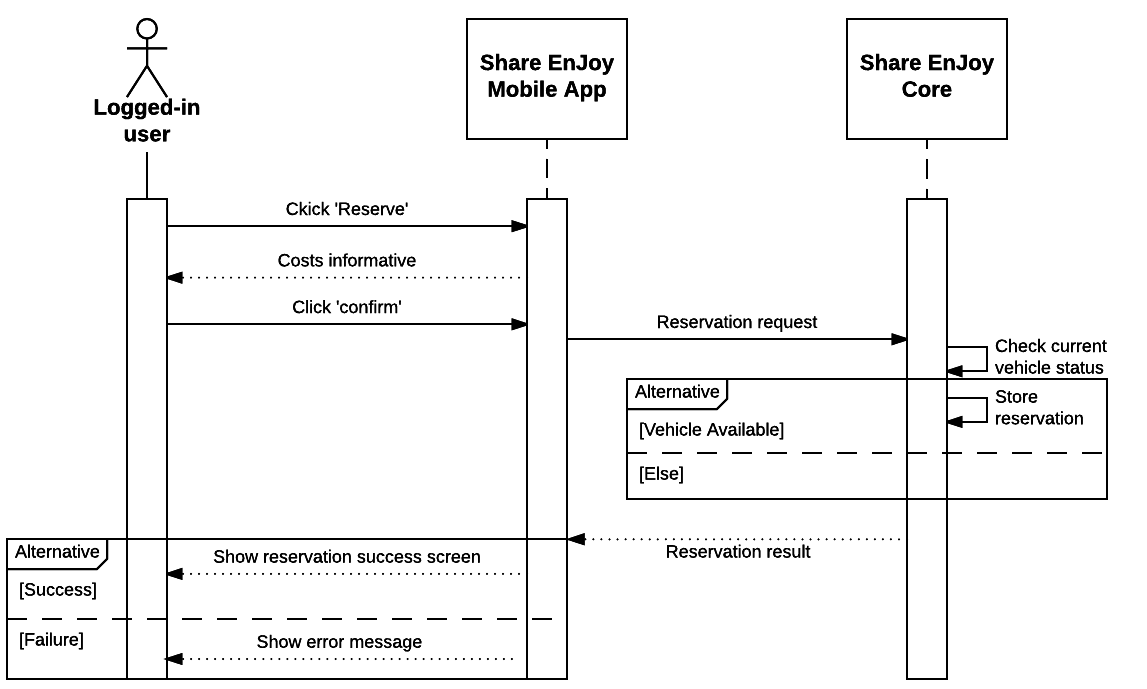 Logged-in
user
Share EnJoy
Mobile App
Share EnJoy
Core
Ckick 'Reserve'
Costs informative
Click 'confirm'
Reservation request
Check current
vehicle status
Alternative
Store
reservation
[Vehicle Available]
[Else]
Reservation result
Alternative
Show reservation success screen
[Success]
[Failure]
Show error message